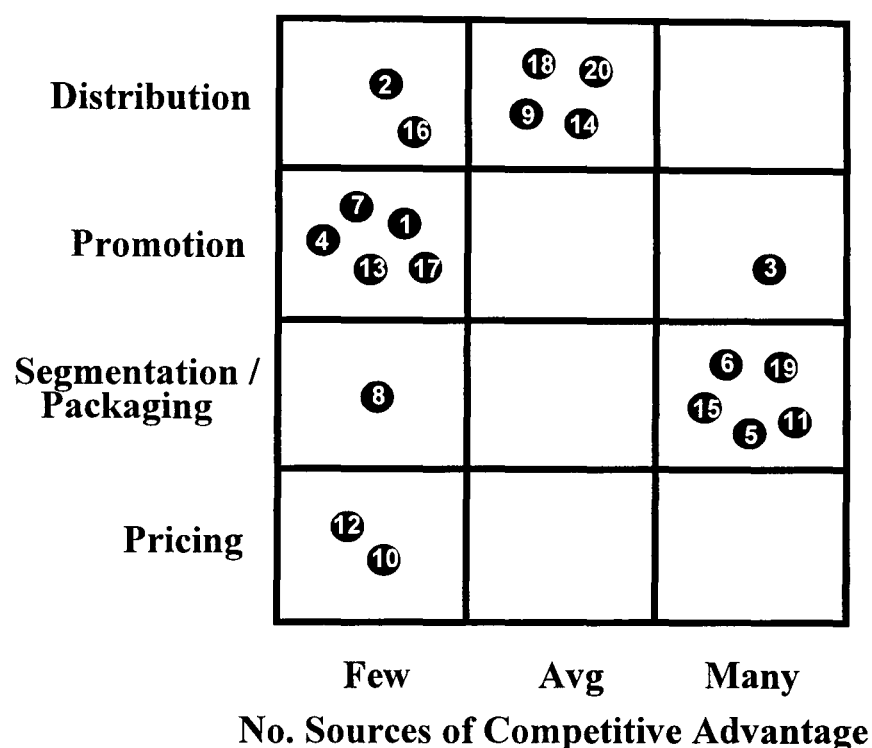 Distribution
2
16
18
20
9
14
Promotion
7
1
4
13
17
3
Segmentation /
Packaging
8
6
19
15
5
11
Pricing
12
10
Few
Avg
Many
No. Sources of Competitive Advantage